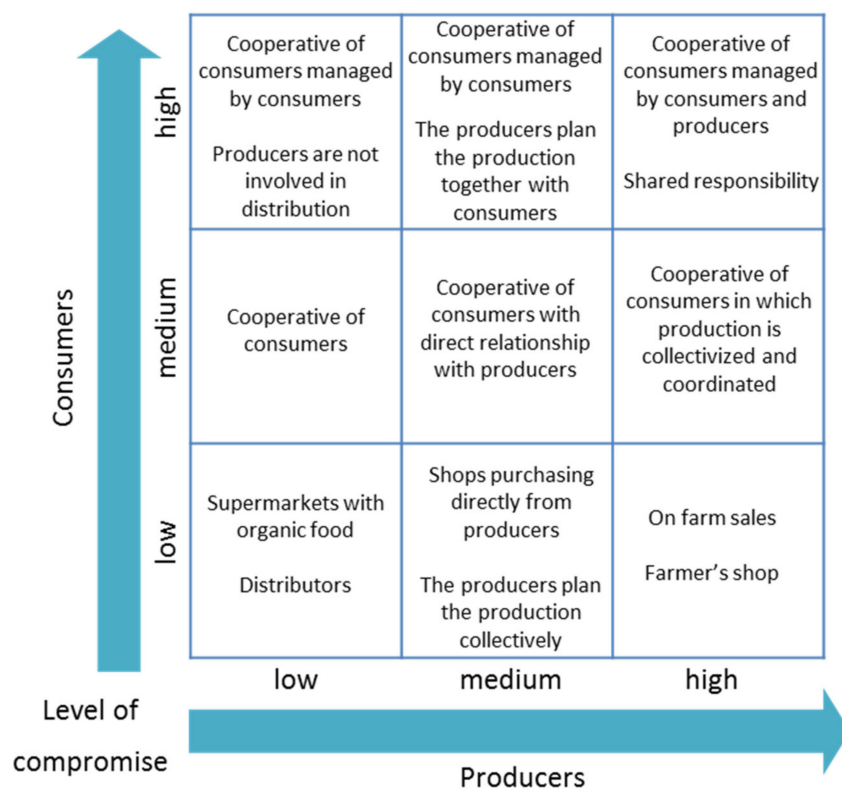 Consumers
high
Cooperative of
consumers managed
by consumers
Producers are not
involved in
distribution
Cooperative of
consumers managed
by consumers
The producers plan
the production
together with
consumers
Cooperative of
consumers managed
by consumers and
producers
Shared responsibility
medium
Cooperative of
consumers
Cooperative of
consumers with
direct relationship
with producers
Cooperative of
consumers in which
production is
collectivized and
coordinated
low
Supermarkets with
organic food
Distributors
Shops purchasing
directly from
producers
The producers plan
the production
collectively
On farm sales
Farmer's shop
low
medium
high
Level of
compromise
Producers